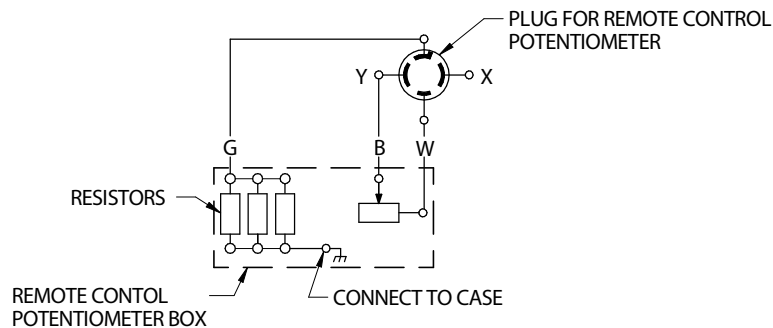 PLUG FOR REMOTE CONTROL
POTENTIOMETER
Y
X
G
B
W
RESISTORS
REMOTE CONTOL
POTENTIOMETER BOX
CONNECT TO CASE